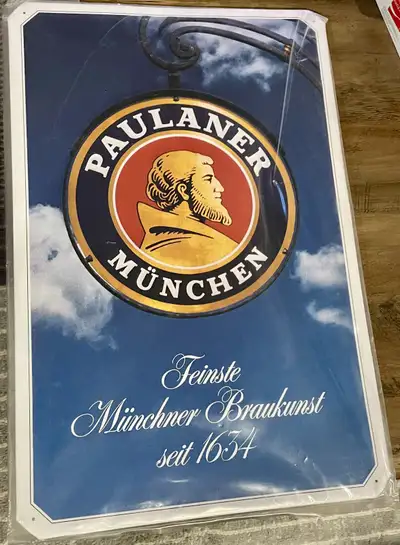 PAULANER
MÜNCHEN
Feinste
Münchner Braukunst
seit 1634